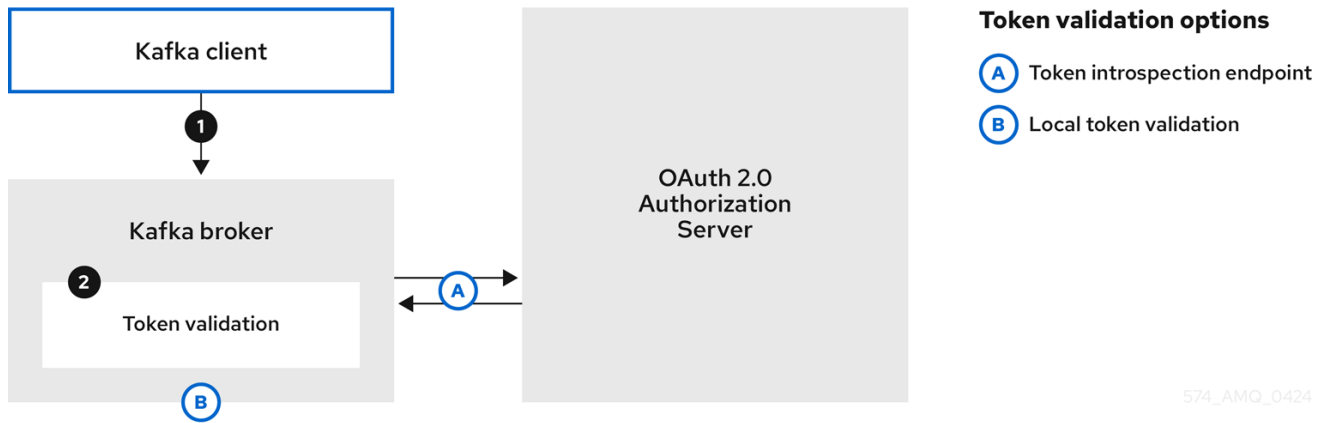 Kafka client
1
Kafka broker
2
Token validation
B
A
OAuth 2.0
Authorization
Server
Token validation options
A Token introspection endpoint
B Local token validation
574_AMQ_0424